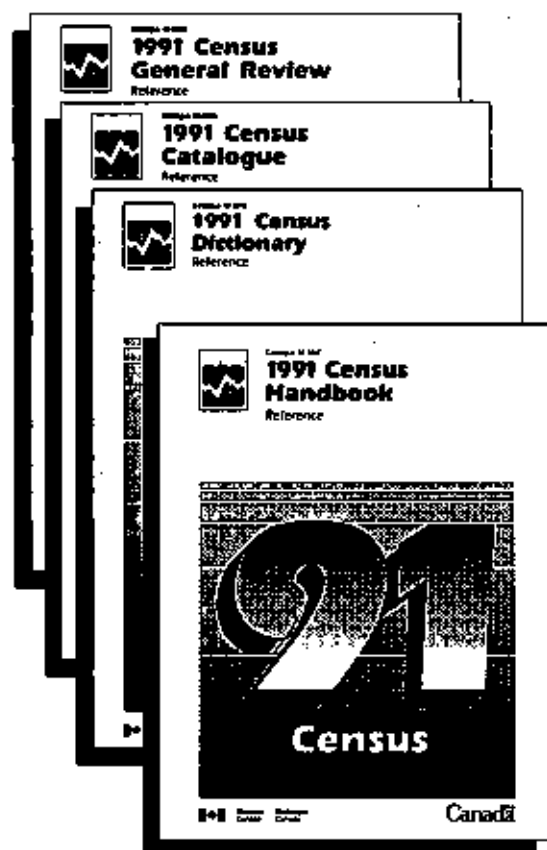 1991 Census
General Review
Reference
1991 Census
Catalogue
Reference
1991 Census
Dictionary
Reference
1991 Census
Handbook
Reference
91
Census
Canada